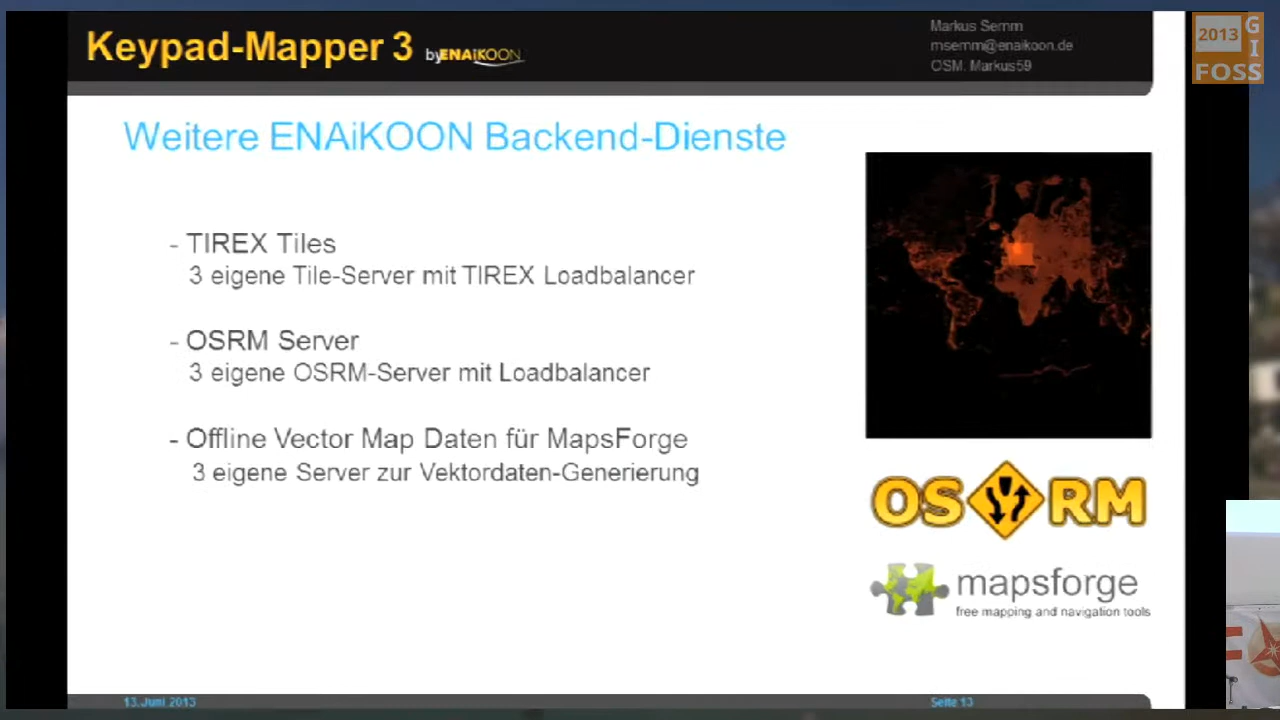 Keypad-Mapper 3 by ENAiKOON
Markus Semm
msemm@enaikoon.de
OSM. Markus59
2013
GIS
FOSS
Weitere ENAiKOON Backend-Dienste
- TIREX Tiles
3 eigene Tile-Server mit TIREX Loadbalancer
- OSRM Server
3 eigene OSRM-Server mit Loadbalancer
- Offline Vector Map Daten für MapsForge
3 eigene Server zur Vektordaten-Generierung
OSRM
mapsforge
free mapping and navigation tools
13. Juni 2013
Seite 13